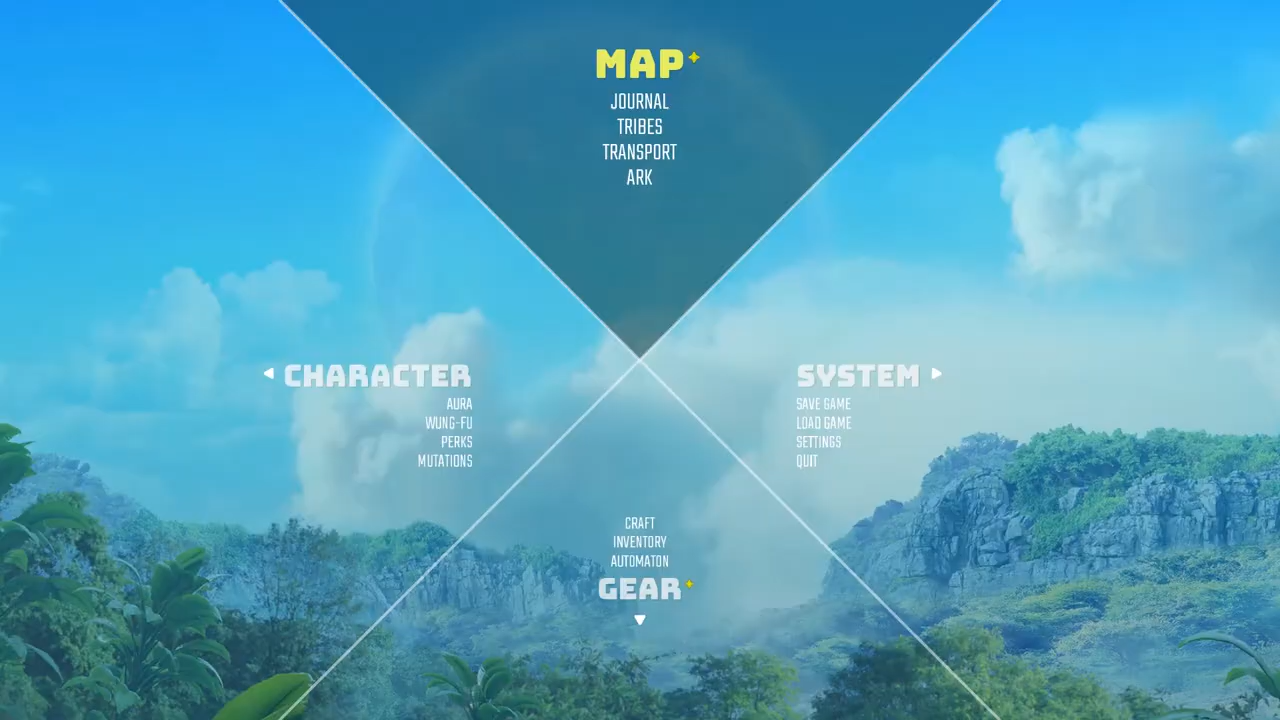 MAP
JOURNAL
TRIBES
TRANSPORT
ARK
CHARACTER
AURA
WUNG-FU
PERKS
MUTATIONS
SYSTEM
SAVE GAME
LOAD GAME
SETTINGS
QUIT
CRAFT
INVENTORY
AUTOMATON
GEAR